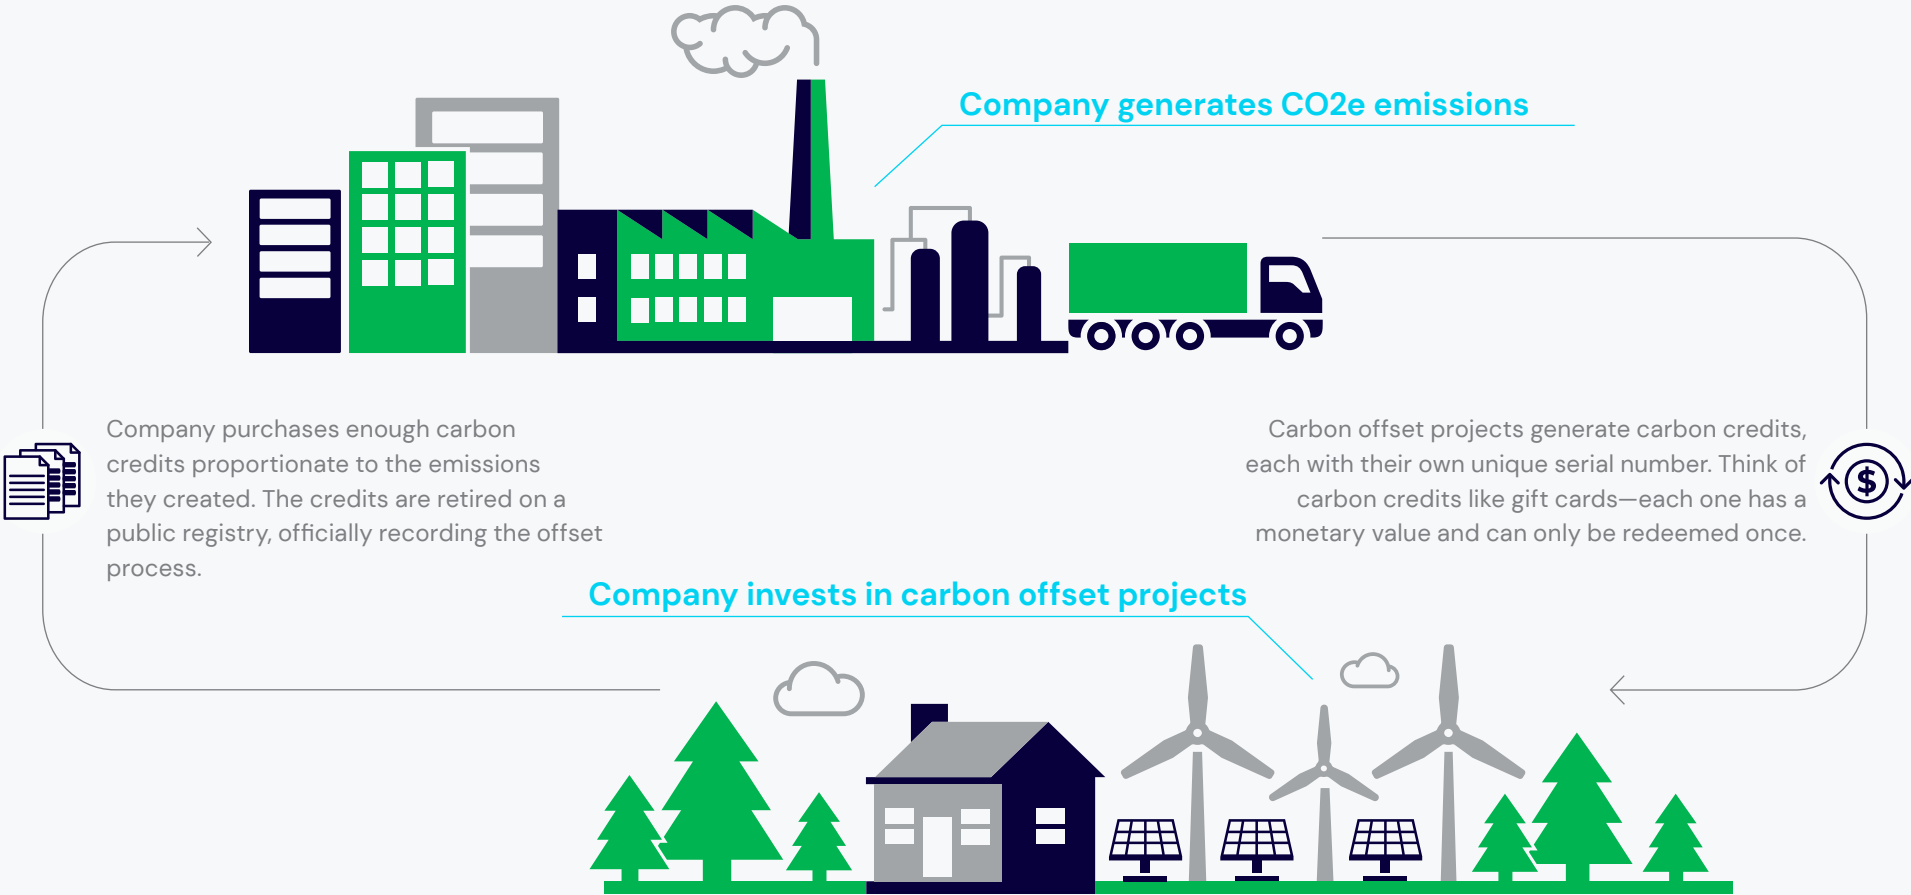 Company generates CO2e emissions
Company purchases enough carbon
credits proportionate to the emissions
they created. The credits are retired on a
public registry, officially recording the offset
process.
Carbon offset projects generate carbon credits,
each with their own unique serial number. Think of
carbon credits like gift cards—each one has a
monetary value and can only be redeemed once.
$
Company invests in carbon offset projects